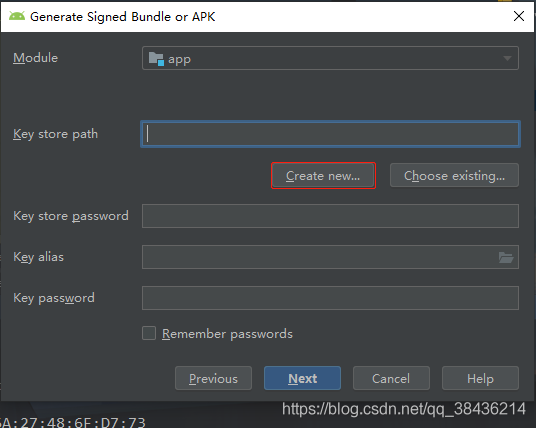 Generate Signed Bundle or APK
Module
app
Key store path
Create new...
Choose existing...
Key store password
Key alias
Key password
Remember passwords
Previous Next Cancel Help
https://blog.csdn.net/qq_38436214
5A:27:48:6F:D7:73